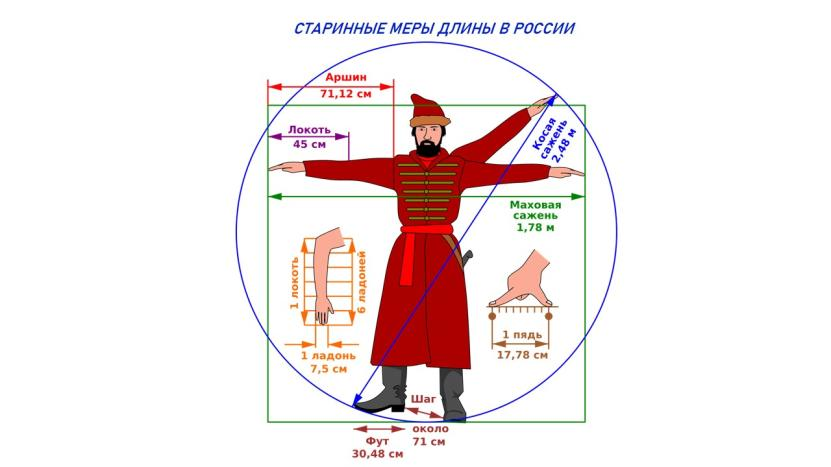 СТАРИННЫЕ МЕРЫ ДЛИНЫ В РОССИИ
Аршин
71,12 см
Локоть
45 см
Косая
сажень
2,48 м
Маховая
сажень
1,78 м
1 локоть
6 ладоней
1 ладонь
7,5 см
1 пядь
17,78 см
Шаг
около
71 см
Фут
30,48 см